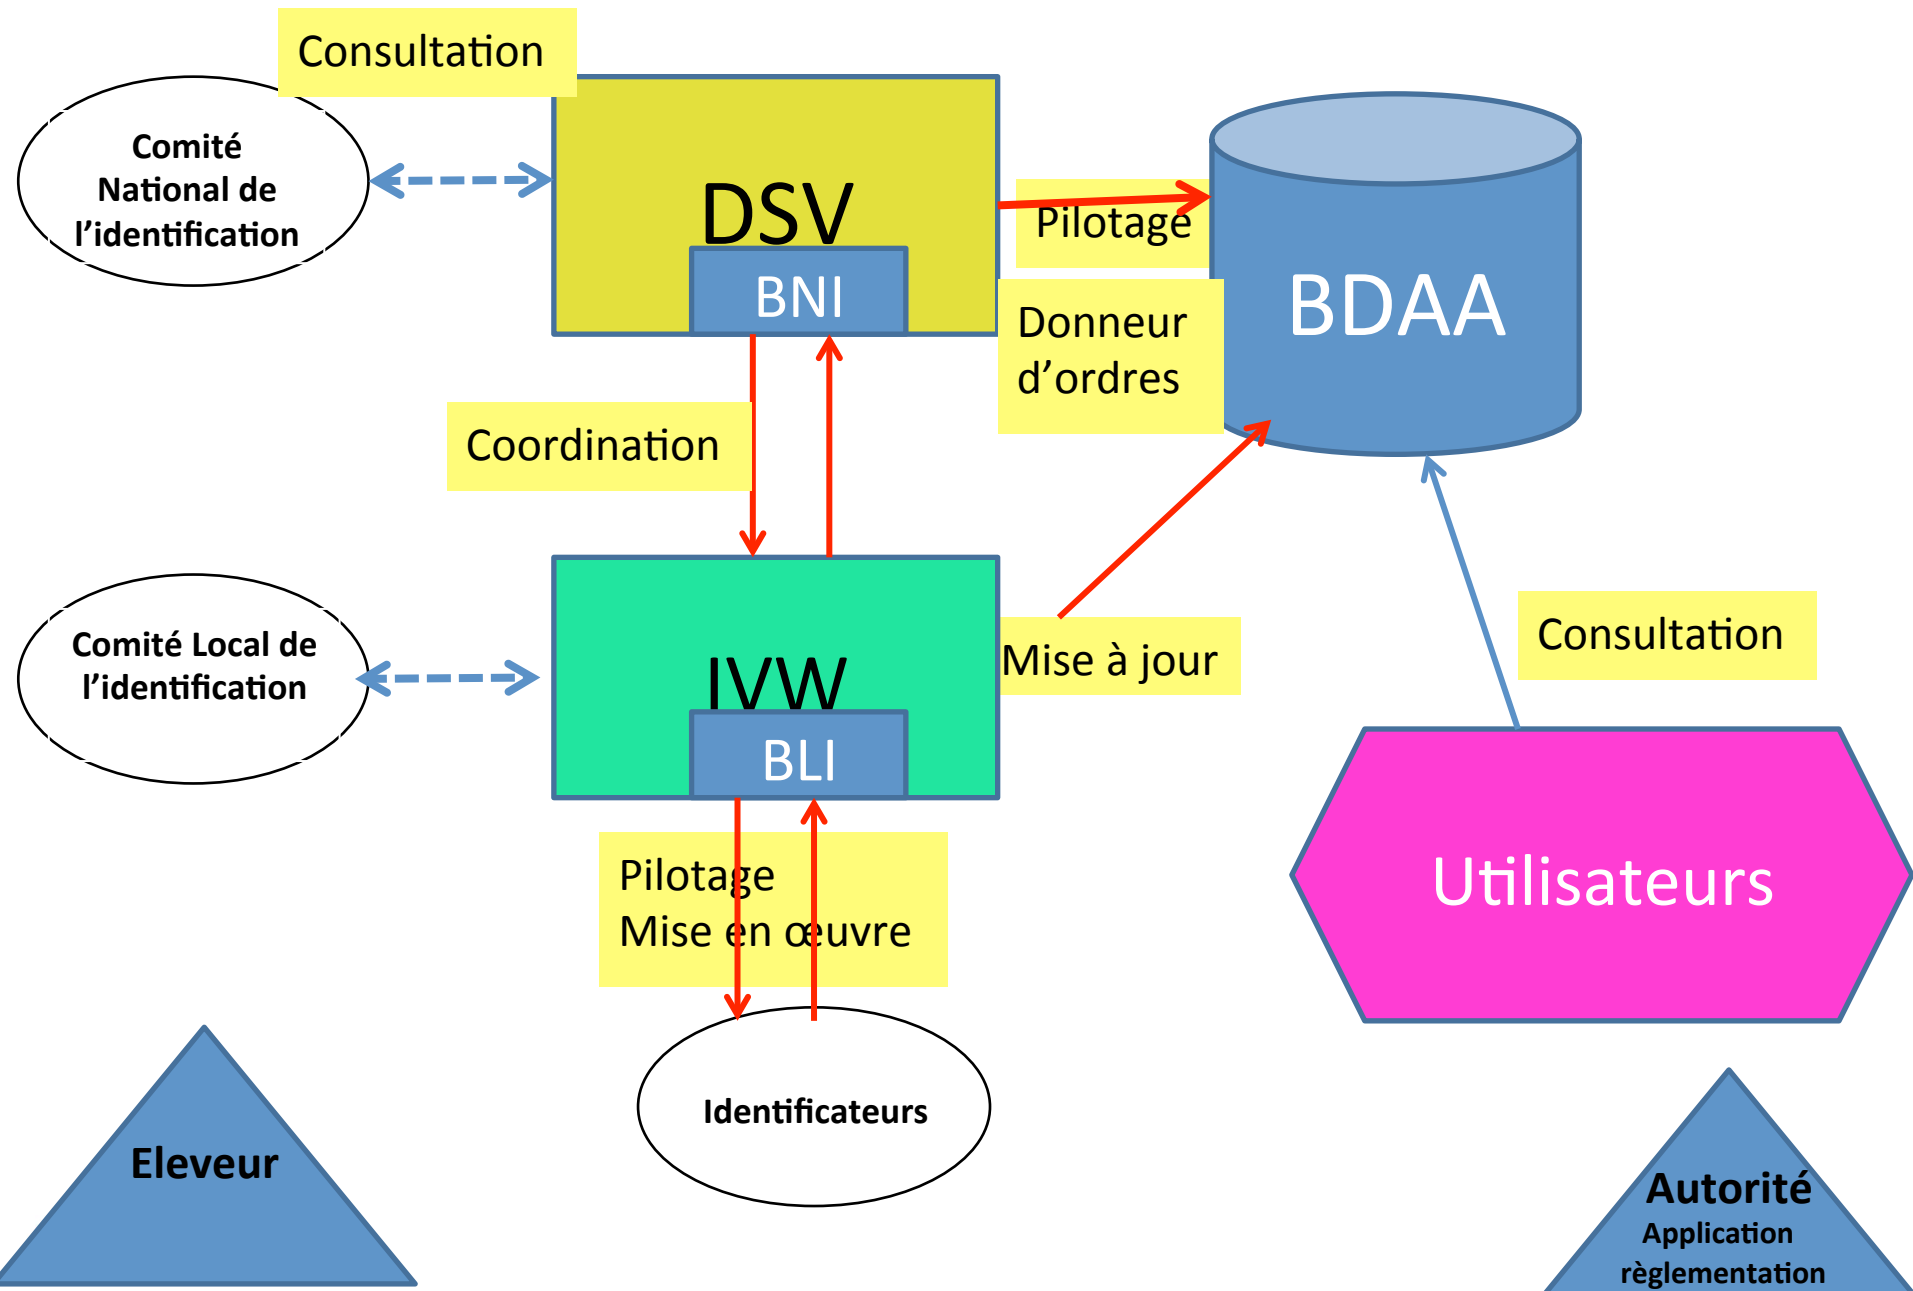 Consultation
Comité
National de
l'identification
DSV
BNI
Pilotage
Donneur
d'ordres
BDAA
Coordination
Comité Local de
l'identification
IVW
BLI
Mise à jour
Consultation
Pilotage
Mise en œuvre
Utilisateurs
Identificateurs
Eleveur
Autorité
Application
règlementation